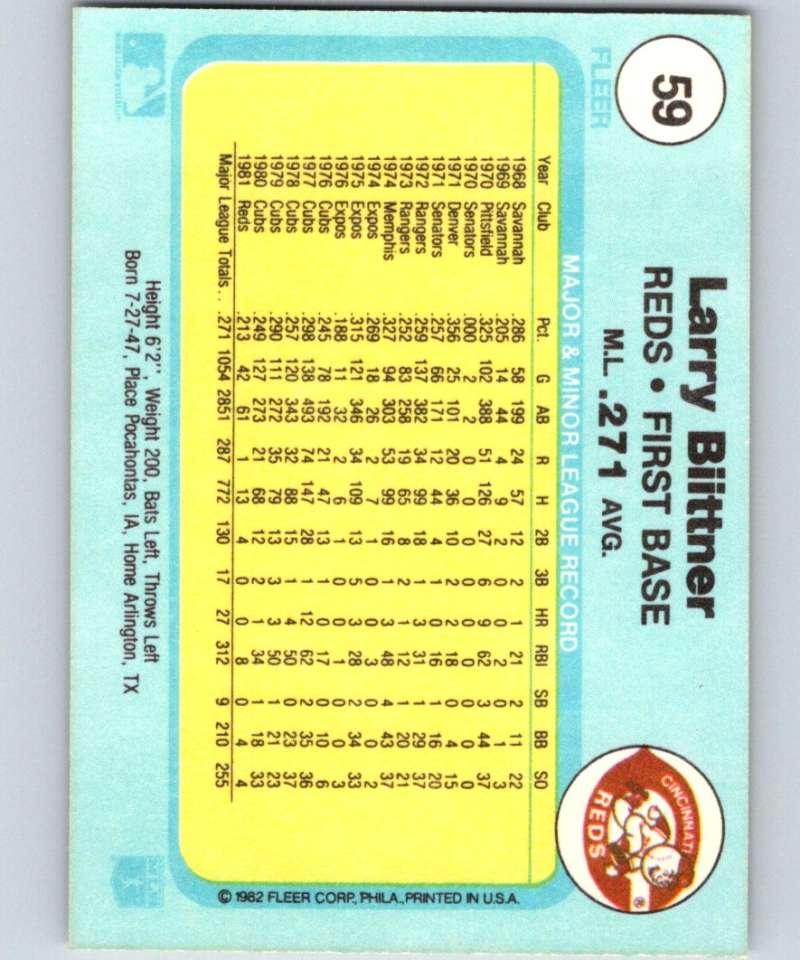 59
FLEER
Larry Biittner
REDS • FIRST BASE
M.L. .271 AVG.
CINCINNATI
REDS
®
MAJOR & MINOR LEAGUE RECORD
Year Club Pct. G AB R H 2B 3B HR RBI SB BB SO
1968 Savannah .286 58 199 24 57 12 2 1 21 2 11 22
1969 Savannah .205 14 44 4 9 2 0 0 2 0 1 3
1970 Pittsfield .325 102 388 51 126 27 6 9 62 3 44 37
1970 Senators .000 2 2 0 0 0 0 0 0 0 0 0
1971 Denver .356 25 101 20 36 10 2 2 18 0 4 15
1971 Senators .257 66 171 12 44 4 1 0 16 1 16 20
1972 Rangers .259 137 382 34 99 18 1 3 31 1 29 37
1973 Rangers .252 83 258 19 65 8 2 1 12 1 20 21
1974 Memphis .327 94 303 53 99 16 1 3 48 4 43 37
1974 Expos .269 18 26 2 7 1 0 0 3 0 0 2
1975 Expos .315 121 346 34 109 13 5 3 28 2 34 33
1976 Expos .188 11 32 2 6 1 0 0 1 0 0 3
1976 Cubs .245 78 192 21 47 13 1 0 17 0 10 6
1977 Cubs .298 138 493 74 147 28 1 12 62 2 35 36
1978 Cubs .257 120 343 32 88 15 1 4 50 0 23 37
1979 Cubs .290 111 272 35 79 13 3 3 50 1 21 23
1980 Cubs .249 127 273 21 68 12 2 1 34 1 18 33
1981 Reds .213 42 61 1 13 4 0 0 8 0 4 4
Major League Totals . . .271 1054 2851 287 772 130 17 27 312 9 210 255
Height 6'2", Weight 200, Bats Left, Throws Left
Born 7-27-47, Place Pocahontas, IA, Home Arlington, TX
© 1982 FLEER CORP., PHILA., PRINTED IN U.S.A.